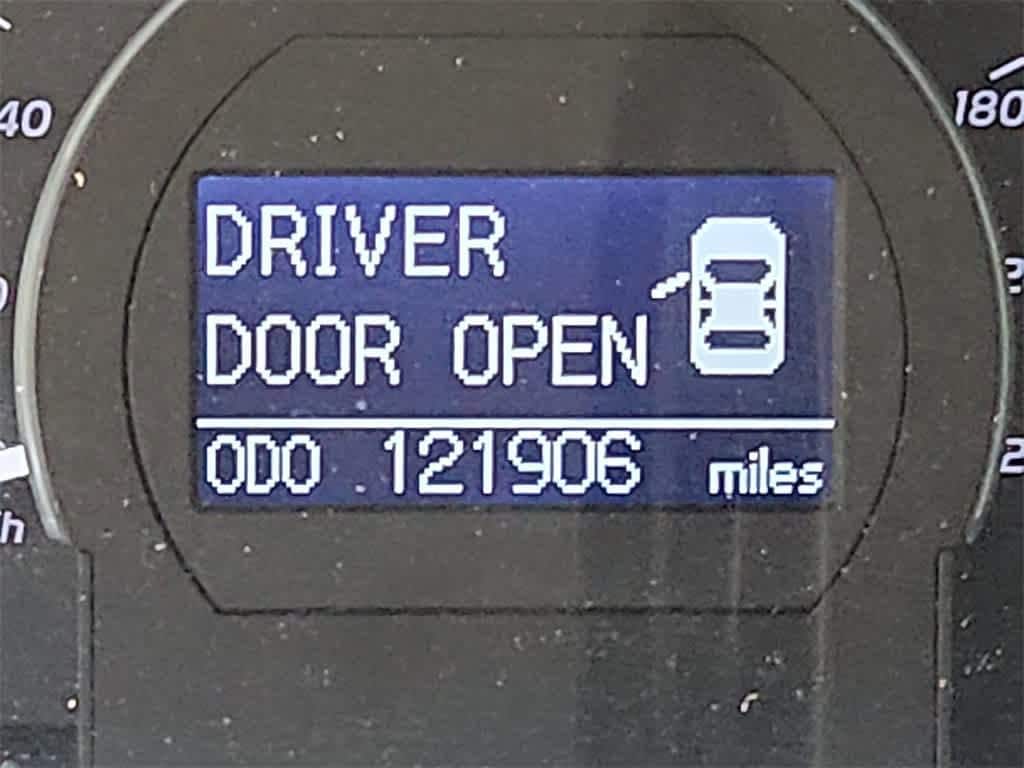 40
180
DRIVER
DOOR OPEN
ODO 121906 miles